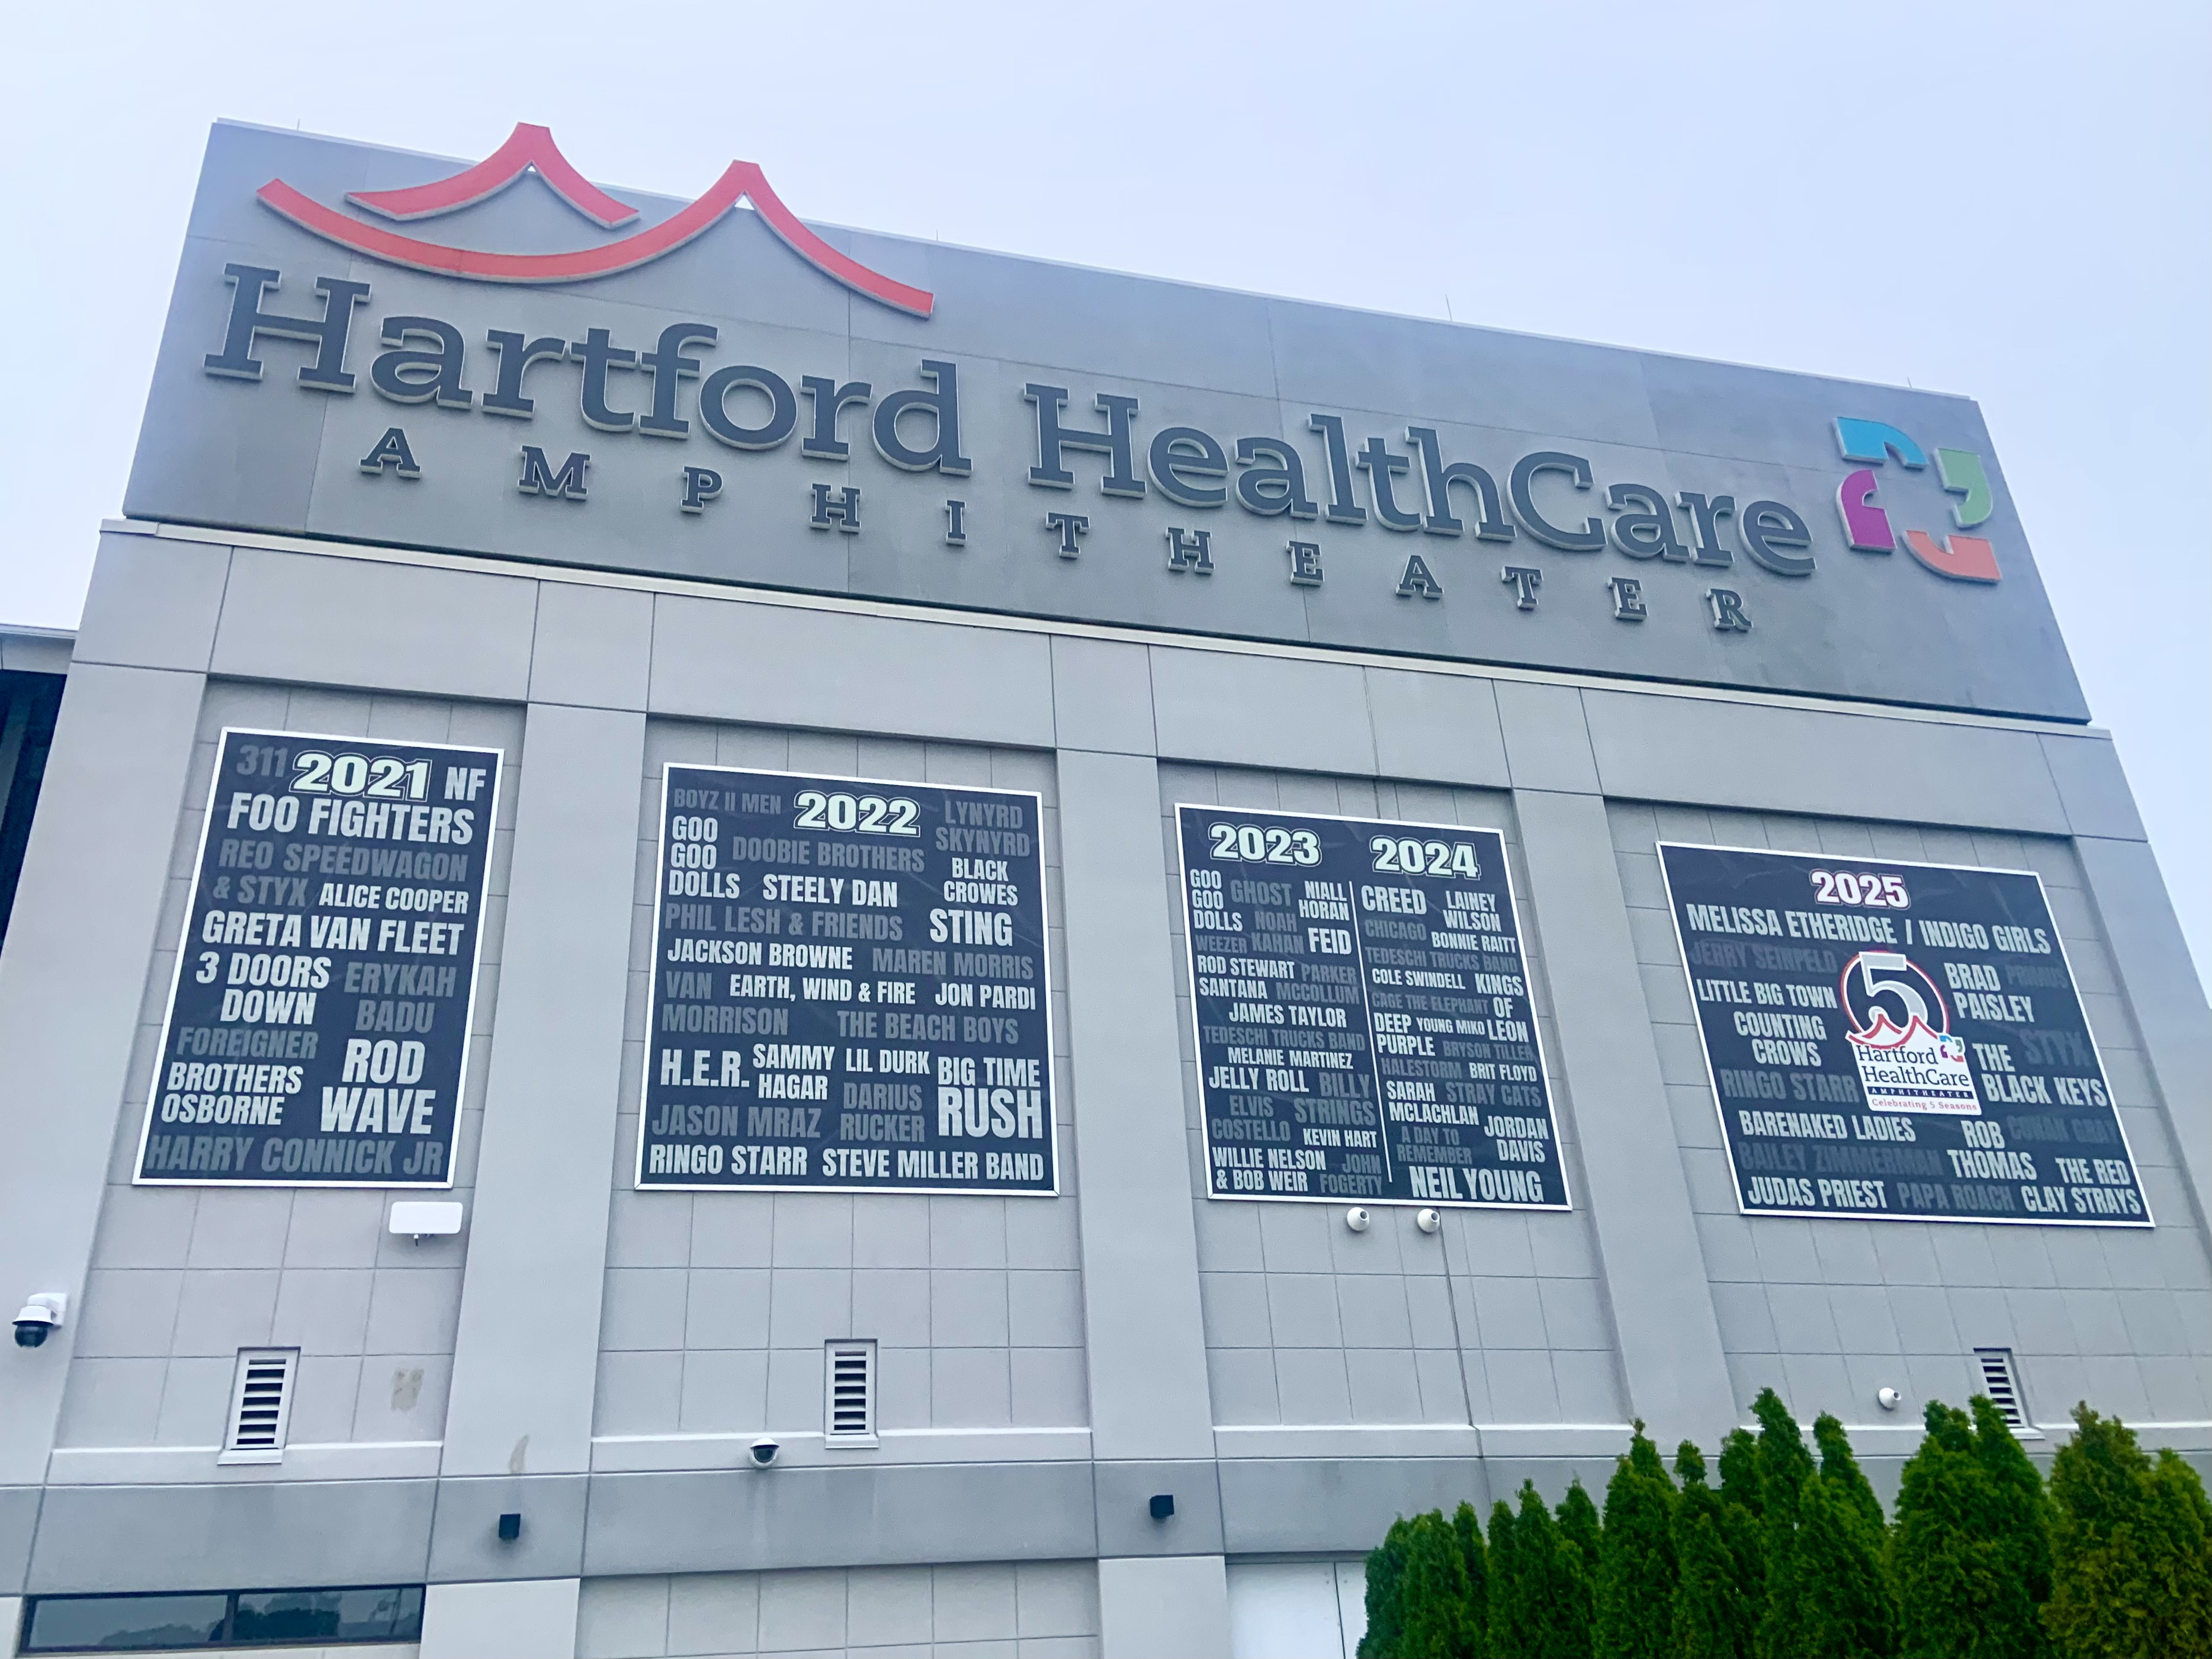 Hartford HealthCare
AMPHITHEATER
311 2021 NF
FOO FIGHTERS
REO SPEEDWAGON
& STYX ALICE COOPER
GRETA VAN FLEET
3 DOORS
DOWN
ERYKAH
BADU
FOREIGNER
ROD
WAVE
BROTHERS
OSBORNE
HARRY CONNICK JR
BOYZ II MEN
2022
LYNYRD
SKYNYRD
GOO
GOO
DOLLS
DOOBIE BROTHERS
BLACK
CROWES
STEELY DAN
PHIL LESH & FRIENDS
STING
JACKSON BROWNE
MAREN MORRIS
VAN
MORRISON
EARTH, WIND & FIRE
JON PARDI
THE BEACH BOYS
H.E.R.
SAMMY
HAGAR
LIL DURK
BIG TIME
RUSH
DARIUS
RUCKER
JASON MRAZ
RINGO STARR
STEVE MILLER BAND
2023
GOO
GOO
DOLLS
GHOST
NIALL
HORAN
NOAH
KAHAN
WEEZER
FEID
ROD STEWART
PARKER
MCCOLLUM
SANTANA
JAMES TAYLOR
TEDESCHI TRUCKS BAND
MELANIE MARTINEZ
JELLY ROLL
BILLY
STRINGS
ELVIS
COSTELLO
KEVIN HART
WILLIE NELSON
& BOB WEIR
JOHN
FOGERTY
2024
CREED
LAINEY
WILSON
CHICAGO
BONNIE RAITT
TEDESCHI TRUCKS BAND
COLE SWINDELL
KINGS
OF
LEON
CAGE THE ELEPHANT
DEEP
PURPLE
YOUNG MIKO
BRYSON TILLER
HALESTORM
BRIT FLOYD
SARAH
MCLACHLAN
STRAY CATS
A DAY TO
REMEMBER
JORDAN
DAVIS
NEIL YOUNG
2025
MELISSA ETHERIDGE / INDIGO GIRLS
JERRY SEINFELD
BRAD
PAISLEY
PRIMUS
LITTLE BIG TOWN
COUNTING
CROWS
5
Hartford
HealthCare
AMPHITHEATER
Celebrating 5 Seasons
STYX
THE
BLACK KEYS
RINGO STARR
BARENAKED LADIES
ROB
THOMAS
CONAN GRAY
BAILEY ZIMMERMAN
THE RED
CLAY STRAYS
JUDAS PRIEST
PAPA ROACH